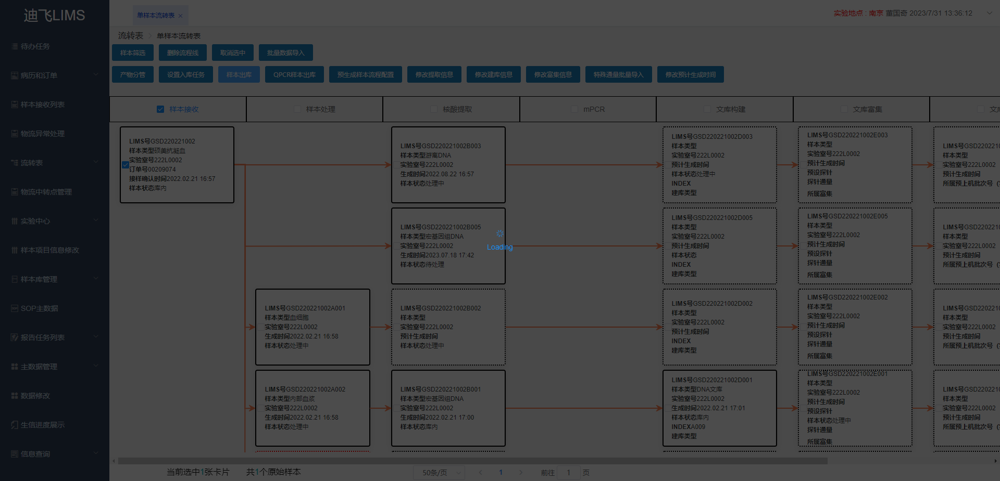 迪飞LIMS
待办任务
病历和订单
样本接收列表
物流异常处理
流转表
物流中转点管理
实验中心
样本项目信息修改
样本库管理
SOP主数据
报告任务列表
主数据管理
数据修改
生信进度展示
信息查询
单样本流转表 ×
实验地点 : 南京 董国奇 2023/7/31 13:36:12
流转表 > 单样本流转表
样本筛选 删除流程线 取消选中 批量数据导入
产物分管 设置入库任务 样本出库 QPCR样本出库 预生成样本流程配置 修改提取信息 修改建库信息 修改富集信息 特殊通量批量导入 修改预计生成时间
样本接收 样本处理 核酸提取 mPCR 文库构建 文库富集 文库
LIMS号GSD220221002
样本类型硕美抗凝血
实验室号222L0002
订单号00209074
接样确认时间2022.02.21 16:57
样本状态库内
LIMS号GSD220221002B003
样本类型游离DNA
实验室号222L0002
生成时间2022.08.22 16:57
样本状态处理中
LIMS号GSD220221002D003
样本类型
实验室号222L0002
预计生成时间
样本状态处理中
INDEX
建库类型
LIMS号GSD220221002E003
样本类型
实验室号222L0002
预计生成时间
预设探针
探针通量
所属富集
LIMS号GSD2202210
样本类型
实验室号222L0002
预计生成时间
所属预上机批次号
LIMS号GSD220221002B005
样本类型宏基因组DNA
实验室号222L0002
生成时间2023.07.18 17:42
样本状态待处理
Loading
LIMS号GSD220221002D005
样本类型
实验室号222L0002
预计生成时间
样本状态
INDEX
建库类型
LIMS号GSD220221002E005
样本类型
实验室号222L0002
预计生成时间
预设探针
探针通量
所属富集
LIMS号GSD2202210
样本类型
实验室号222L0002
预计生成时间
所属预上机批次号
LIMS号GSD220221002A001
样本类型血细胞
实验室号222L0002
生成时间2022.02.21 16:58
样本状态处理中
LIMS号GSD220221002B002
样本类型
实验室号222L0002
预计生成时间
样本状态处理中
LIMS号GSD220221002D002
样本类型
实验室号222L0002
预计生成时间
INDEX
建库类型
LIMS号GSD220221002E002
样本类型
实验室号222L0002
预计生成时间
预设探针
探针通量
所属富集
LIMS号GSD2202210
样本类型
实验室号222L0002
预计生成时间
所属预上机批次号
LIMS号GSD220221002A002
样本类型内部血浆
实验室号222L0002
生成时间2022.02.21 16:58
样本状态处理中
LIMS号GSD220221002B001
样本类型宏基因组DNA
实验室号222L0002
生成时间2022.02.21 17:00
样本状态库内
LIMS号GSD220221002D001
样本类型DNA文库
实验室号222L0002
生成时间2022.02.21 17:01
样本状态库内
INDEXA009
建库类型
LIMS号GSD220221002E001
样本类型
实验室号222L0002
预计生成时间
预设探针
样本状态处理中
探针通量
所属富集
LIMS号GSD2202210
样本类型
实验室号222L0002
预计生成时间
所属预上机批次号
当前选中1张卡片 共1个原始样本 50条/页 1 前往 1 页